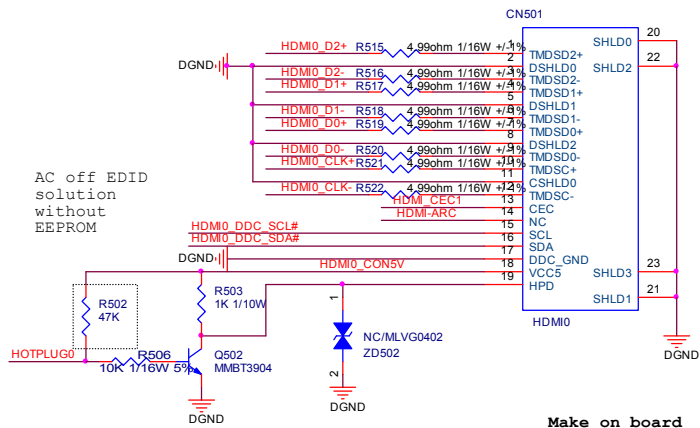 CN501
HDMI0_D2+ R515 4.99ohm 1/16W +/-1% 1 TMDSD2+ SHLD0 20
DGND 2 DSHLD0 SHLD2 22
HDMI0_D2- R516 4.99ohm 1/16W +/-1% 3 TMDSD2-
HDMI0_D1+ R517 4.99ohm 1/16W +/-1% 4 TMDSD1+
5 DSHLD1
HDMI0_D1- R518 4.99ohm 1/16W +/-1% 6 TMDSD1-
HDMI0_D0+ R519 4.99ohm 1/16W +/-1% 7 TMDSD0+
8 DSHLD2
HDMI0_D0- R520 4.99ohm 1/16W +/-1% 9 TMDSD0-
HDMI0_CLK+ R521 4.99ohm 1/16W +/-1% 10 TMDSC+
11 CSHLD0
HDMI0_CLK- R522 4.99ohm 1/16W +/-1% 12 TMDSC-
HDMI_CEC1 13 CEC
HDMI-ARC 14 NC
HDMI0_DDC_SCL# 15 SCL
HDMI0_DDC_SDA# 16 SDA
DGND 17 DDC_GND
HDMI0_CON5V 18 VCC5 SHLD3 23
19 HPD SHLD1 21
HDMI0
DGND
AC off EDID
solution
without
EEPROM
R502
47K
R503
1K 1/10W
HOTPLUG0
R506
10K 1/16W 5%
Q502
MMBT3904
DGND
1
NC/MLVG0402
ZD502
2
DGND
Make on board